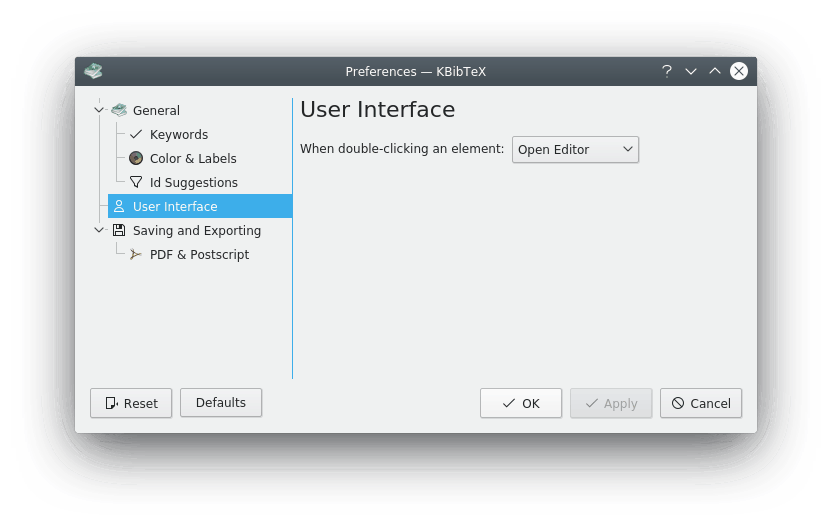 Preferences — KBibTeX
General
Keywords
Color & Labels
Id Suggestions
User Interface
Saving and Exporting
PDF & Postscript
User Interface
When double-clicking an element: Open Editor
Reset Defaults OK Apply Cancel